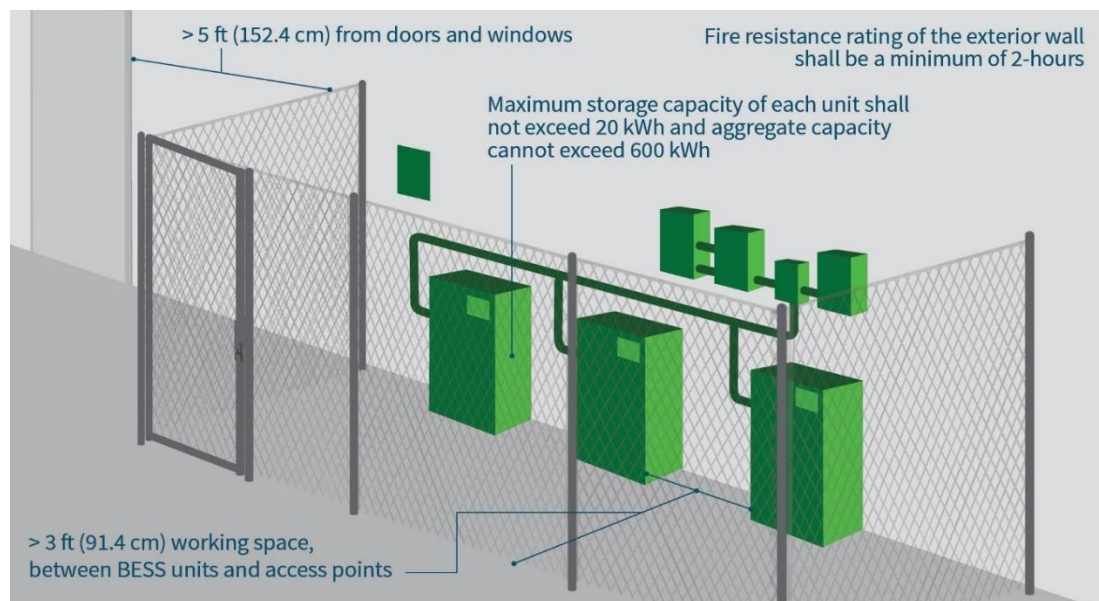 > 5 ft (152.4 cm) from doors and windows
Fire resistance rating of the exterior wall
shall be a minimum of 2-hours
Maximum storage capacity of each unit shall
not exceed 20 kWh and aggregate capacity
cannot exceed 600 kWh
> 3 ft (91.4 cm) working space,
between BESS units and access points